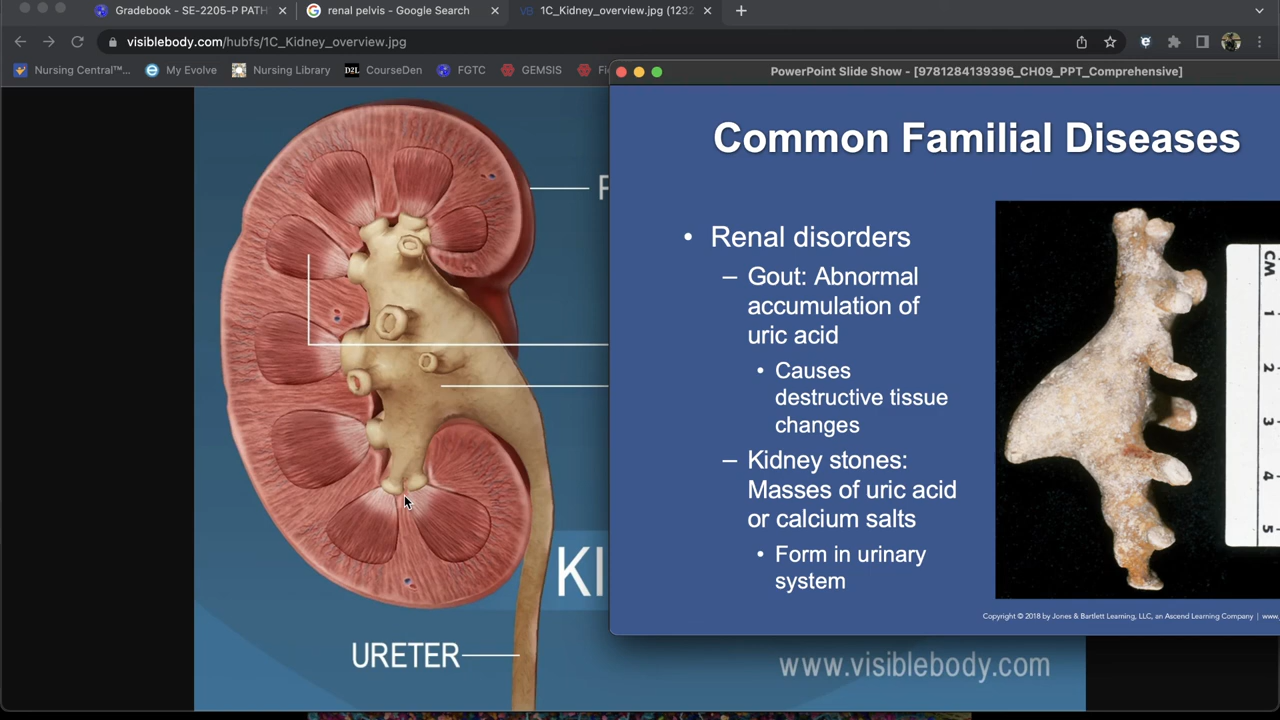 Gradebook - SE-2205-P PATH
renal pelvis - Google Search
1C_Kidney_overview.jpg (1232
visiblebody.com/hubfs/1C_Kidney_overview.jpg
Nursing Central™...
My Evolve
Nursing Library
D2L CourseDen
FGTC
GEMSIS
PowerPoint Slide Show - [9781284139396_CH09_PPT_Comprehensive]
Common Familial Diseases
• Renal disorders
– Gout: Abnormal
accumulation of
uric acid
• Causes
destructive tissue
changes
– Kidney stones:
Masses of uric acid
or calcium salts
• Form in urinary
system
CM
1
2
3
4
5
Copyright © 2018 by Jones & Bartlett Learning, LLC, an Ascend Learning Company | www.
KI
URETER
www.visiblebody.com